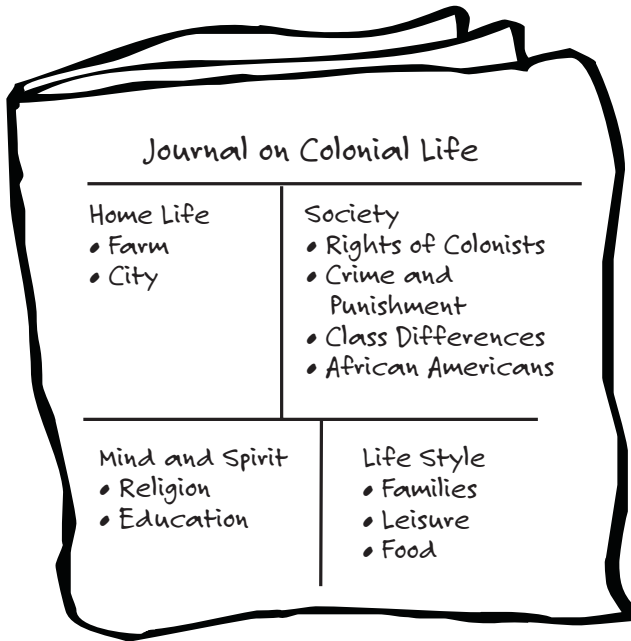 Journal on Colonial Life
Home Life
• Farm
• City
Society
• Rights of Colonists
• Crime and
Punishment
• Class Differences
• African Americans
Mind and Spirit
• Religion
• Education
Life Style
• Families
• Leisure
• Food